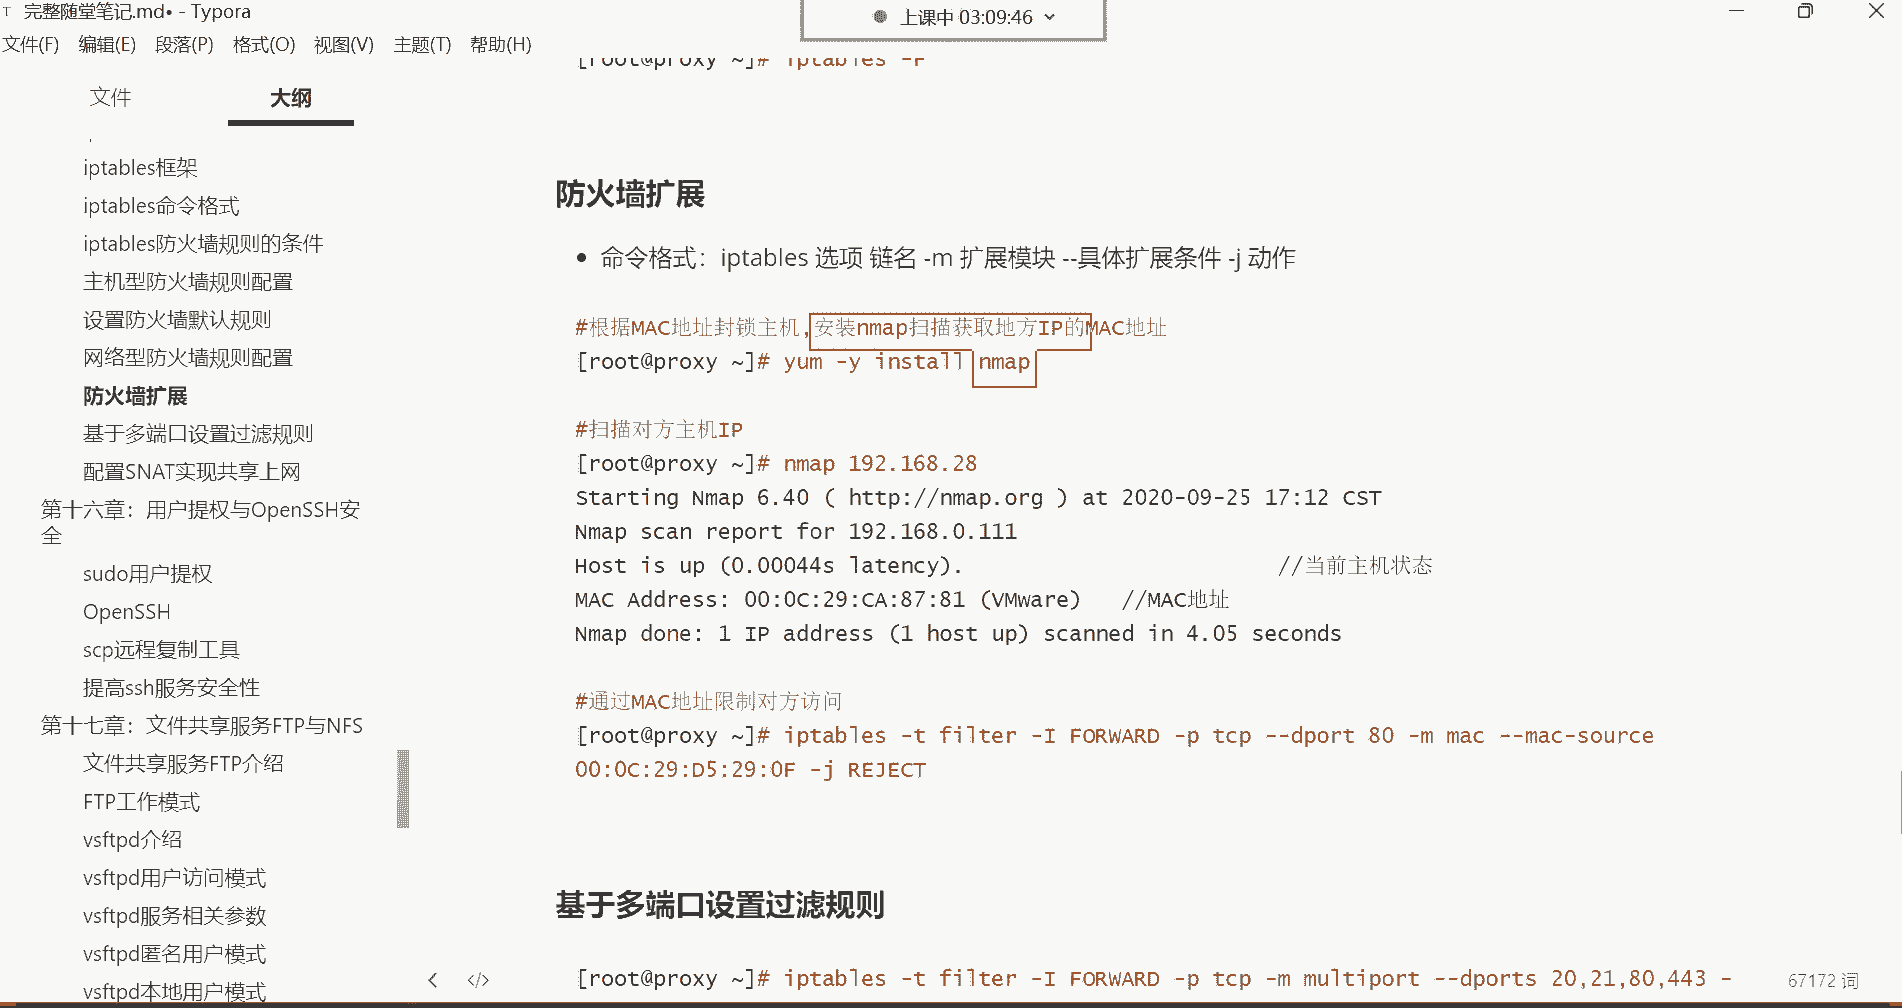 T 完整随堂笔记.md• - Typora
上课中 03:09:46
文件(F) 编辑(E) 段落(P) 格式(O) 视图(V) 主题(T) 帮助(H)
文件 大纲
iptables框架
iptables命令格式
iptables防火墙规则的条件
主机型防火墙规则配置
设置防火墙默认规则
网络型防火墙规则配置
防火墙扩展
基于多端口设置过滤规则
配置SNAT实现共享上网
第十六章：用户提权与OpenSSH安
全
sudo用户提权
OpenSSH
scp远程复制工具
提高ssh服务安全性
第十七章：文件共享服务FTP与NFS
文件共享服务FTP介绍
FTP工作模式
vsftpd介绍
vsftpd用户访问模式
vsftpd服务相关参数
vsftpd匿名用户模式
vsftpd本地用户模式
[root@proxy ~]# iptables -F
防火墙扩展
• 命令格式：iptables 选项 链名 -m 扩展模块 --具体扩展条件 -j 动作
#根据MAC地址封锁主机,安装nmap扫描获取地方IP的MAC地址
[root@proxy ~]# yum -y install nmap
#扫描对方主机IP
[root@proxy ~]# nmap 192.168.28
Starting Nmap 6.40 ( http://nmap.org ) at 2020-09-25 17:12 CST
Nmap scan report for 192.168.0.111
Host is up (0.00044s latency). //当前主机状态
MAC Address: 00:0C:29:CA:87:81 (VMware) //MAC地址
Nmap done: 1 IP address (1 host up) scanned in 4.05 seconds
#通过MAC地址限制对方访问
[root@proxy ~]# iptables -t filter -I FORWARD -p tcp --dport 80 -m mac --mac-source
00:0C:29:D5:29:0F -j REJECT
基于多端口设置过滤规则
[root@proxy ~]# iptables -t filter -I FORWARD -p tcp -m multiport --dports 20,21,80,443 -
</> 67172 词